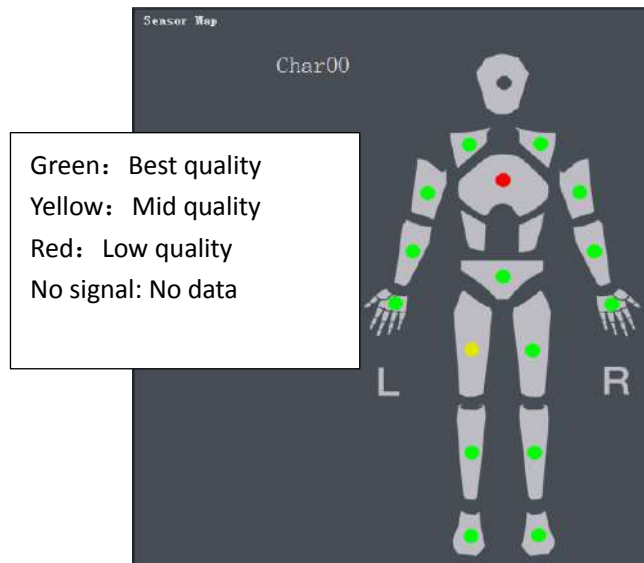 Sensor Map
Char00
Green：Best quality
Yellow：Mid quality
Red：Low quality
No signal: No data
L
R